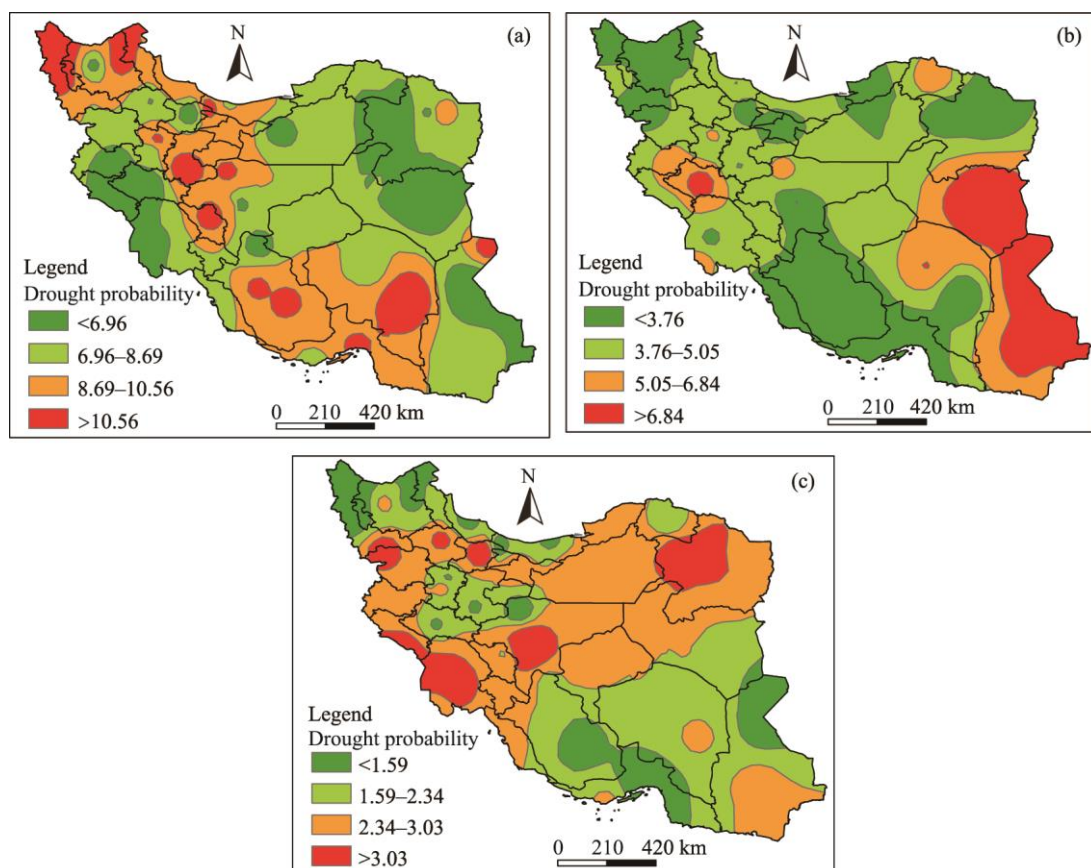 (a)
N
Legend
Drought probability
<6.96
6.96–8.69
8.69–10.56
>10.56
0 210 420 km
(b)
N
Legend
Drought probability
<3.76
3.76–5.05
5.05–6.84
>6.84
0 210 420 km
(c)
N
Legend
Drought probability
<1.59
1.59–2.34
2.34–3.03
>3.03
0 210 420 km